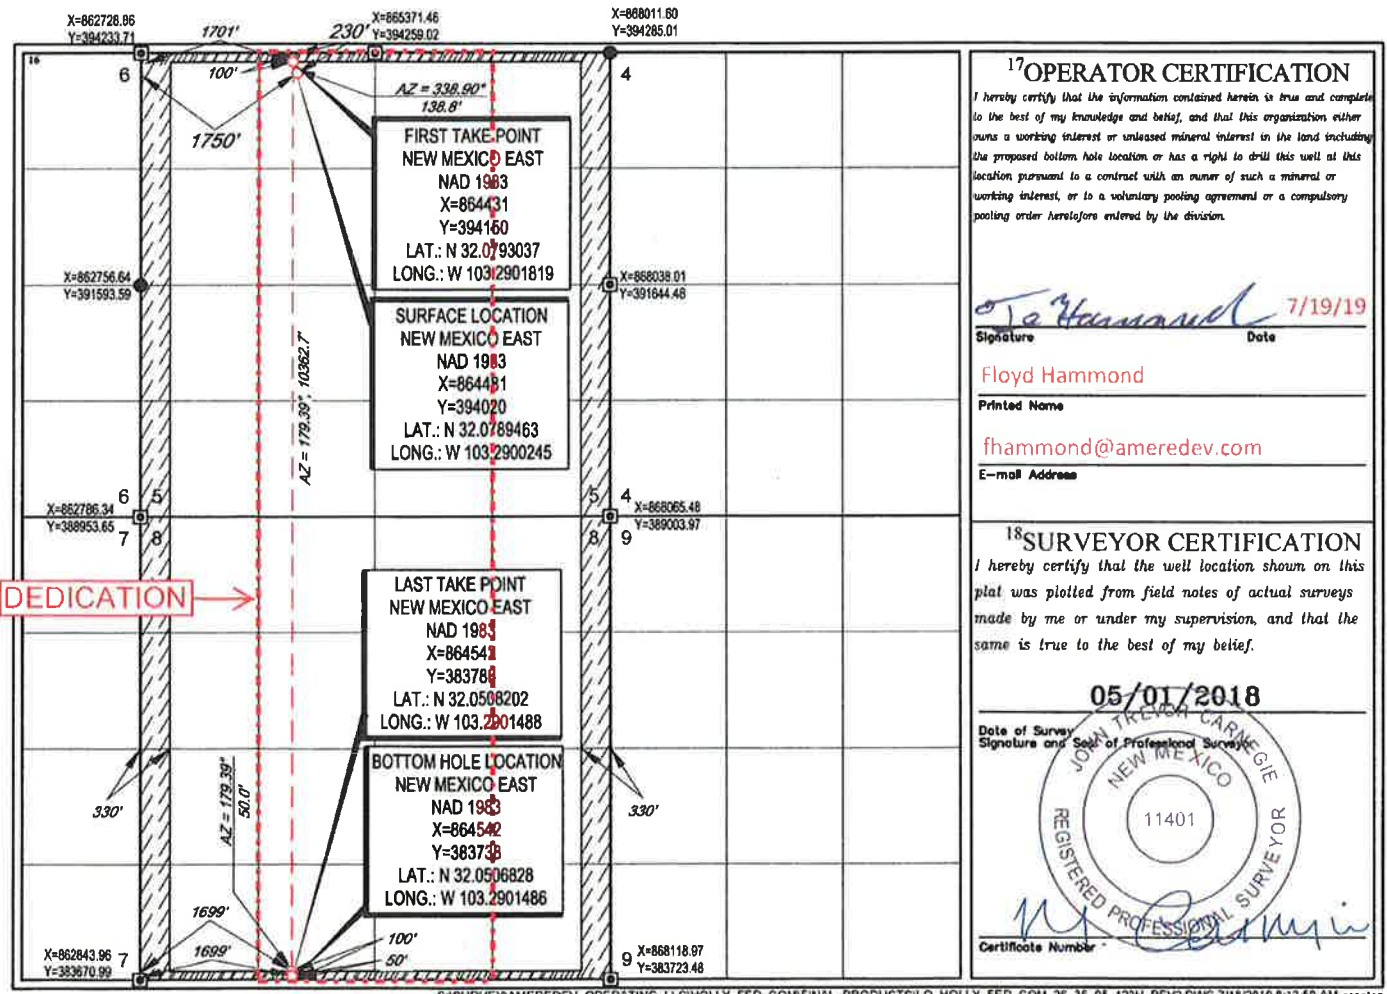 X=862728.86
Y=394233.71
1701'
230'
X=865371.46
Y=394259.02
X=868011.60
Y=394285.01
16
6
100'
4
AZ = 338.90°
138.8'
1750'
FIRST TAKE POINT
NEW MEXICO EAST
NAD 1983
X=864431
Y=394150
LAT.: N 32.0793037
LONG.: W 103.2901819
X=862756.64
Y=391593.59
X=868038.01
Y=391644.48
SURFACE LOCATION
NEW MEXICO EAST
NAD 1983
X=864481
Y=394020
LAT.: N 32.0789463
LONG.: W 103.2900245
AZ = 179.39°, 10362.7'
6 5
5 4
X=862786.34
Y=388953.65
X=868065.48
Y=389003.97
7 8
8 9
DEDICATION
LAST TAKE POINT
NEW MEXICO EAST
NAD 1983
X=864542
Y=383788
LAT.: N 32.0508202
LONG.: W 103.2901488
BOTTOM HOLE LOCATION
NEW MEXICO EAST
NAD 1983
X=864542
Y=383738
LAT.: N 32.0506828
LONG.: W 103.2901486
330'
330'
AZ = 179.39°
50.0'
1699'
1699'
100'
50'
X=862843.96
Y=383670.99
7
9
X=868118.97
Y=383723.48
17OPERATOR CERTIFICATION
I hereby certify that the information contained herein is true and complete
to the best of my knowledge and belief, and that this organization either
owns a working interest or unleased mineral interest in the land including
the proposed bottom hole location or has a right to drill this well at this
location pursuant to a contract with an owner of such a mineral or
working interest, or to a voluntary pooling agreement or a compulsory
pooling order heretofore entered by the division.
7/19/19
Signature Date
Floyd Hammond
Printed Name
fhammond@ameredev.com
E-mail Address
18SURVEYOR CERTIFICATION
I hereby certify that the well location shown on this
plat was plotted from field notes of actual surveys
made by me or under my supervision, and that the
same is true to the best of my belief.
05/01/2018
Date of Survey
Signature and Seal of Professional Surveyor
JOHN TREVOR CARNEGIE
NEW MEXICO
11401
REGISTERED PROFESSIONAL SURVEYOR
Certificate Number